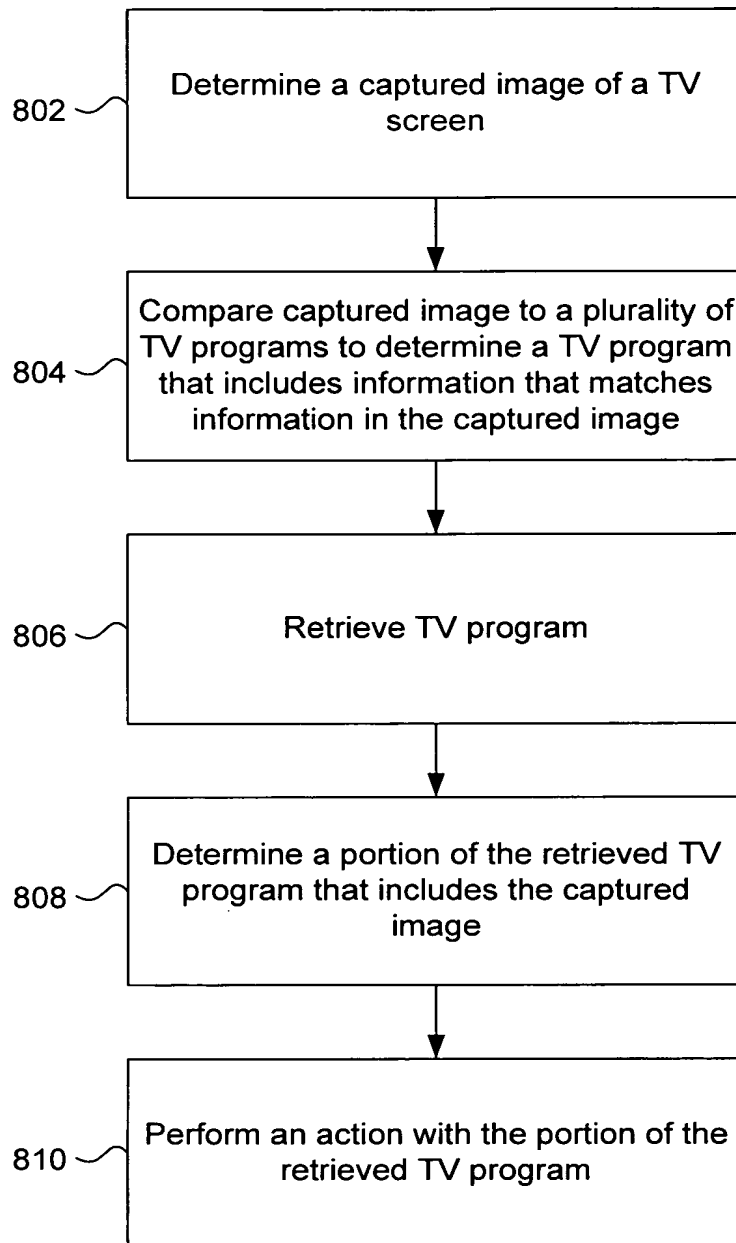 802
Determine a captured image of a TV
screen
804
Compare captured image to a plurality of
TV programs to determine a TV program
that includes information that matches
information in the captured image
806
Retrieve TV program
808
Determine a portion of the retrieved TV
program that includes the captured
image
810
Perform an action with the portion of the
retrieved TV program